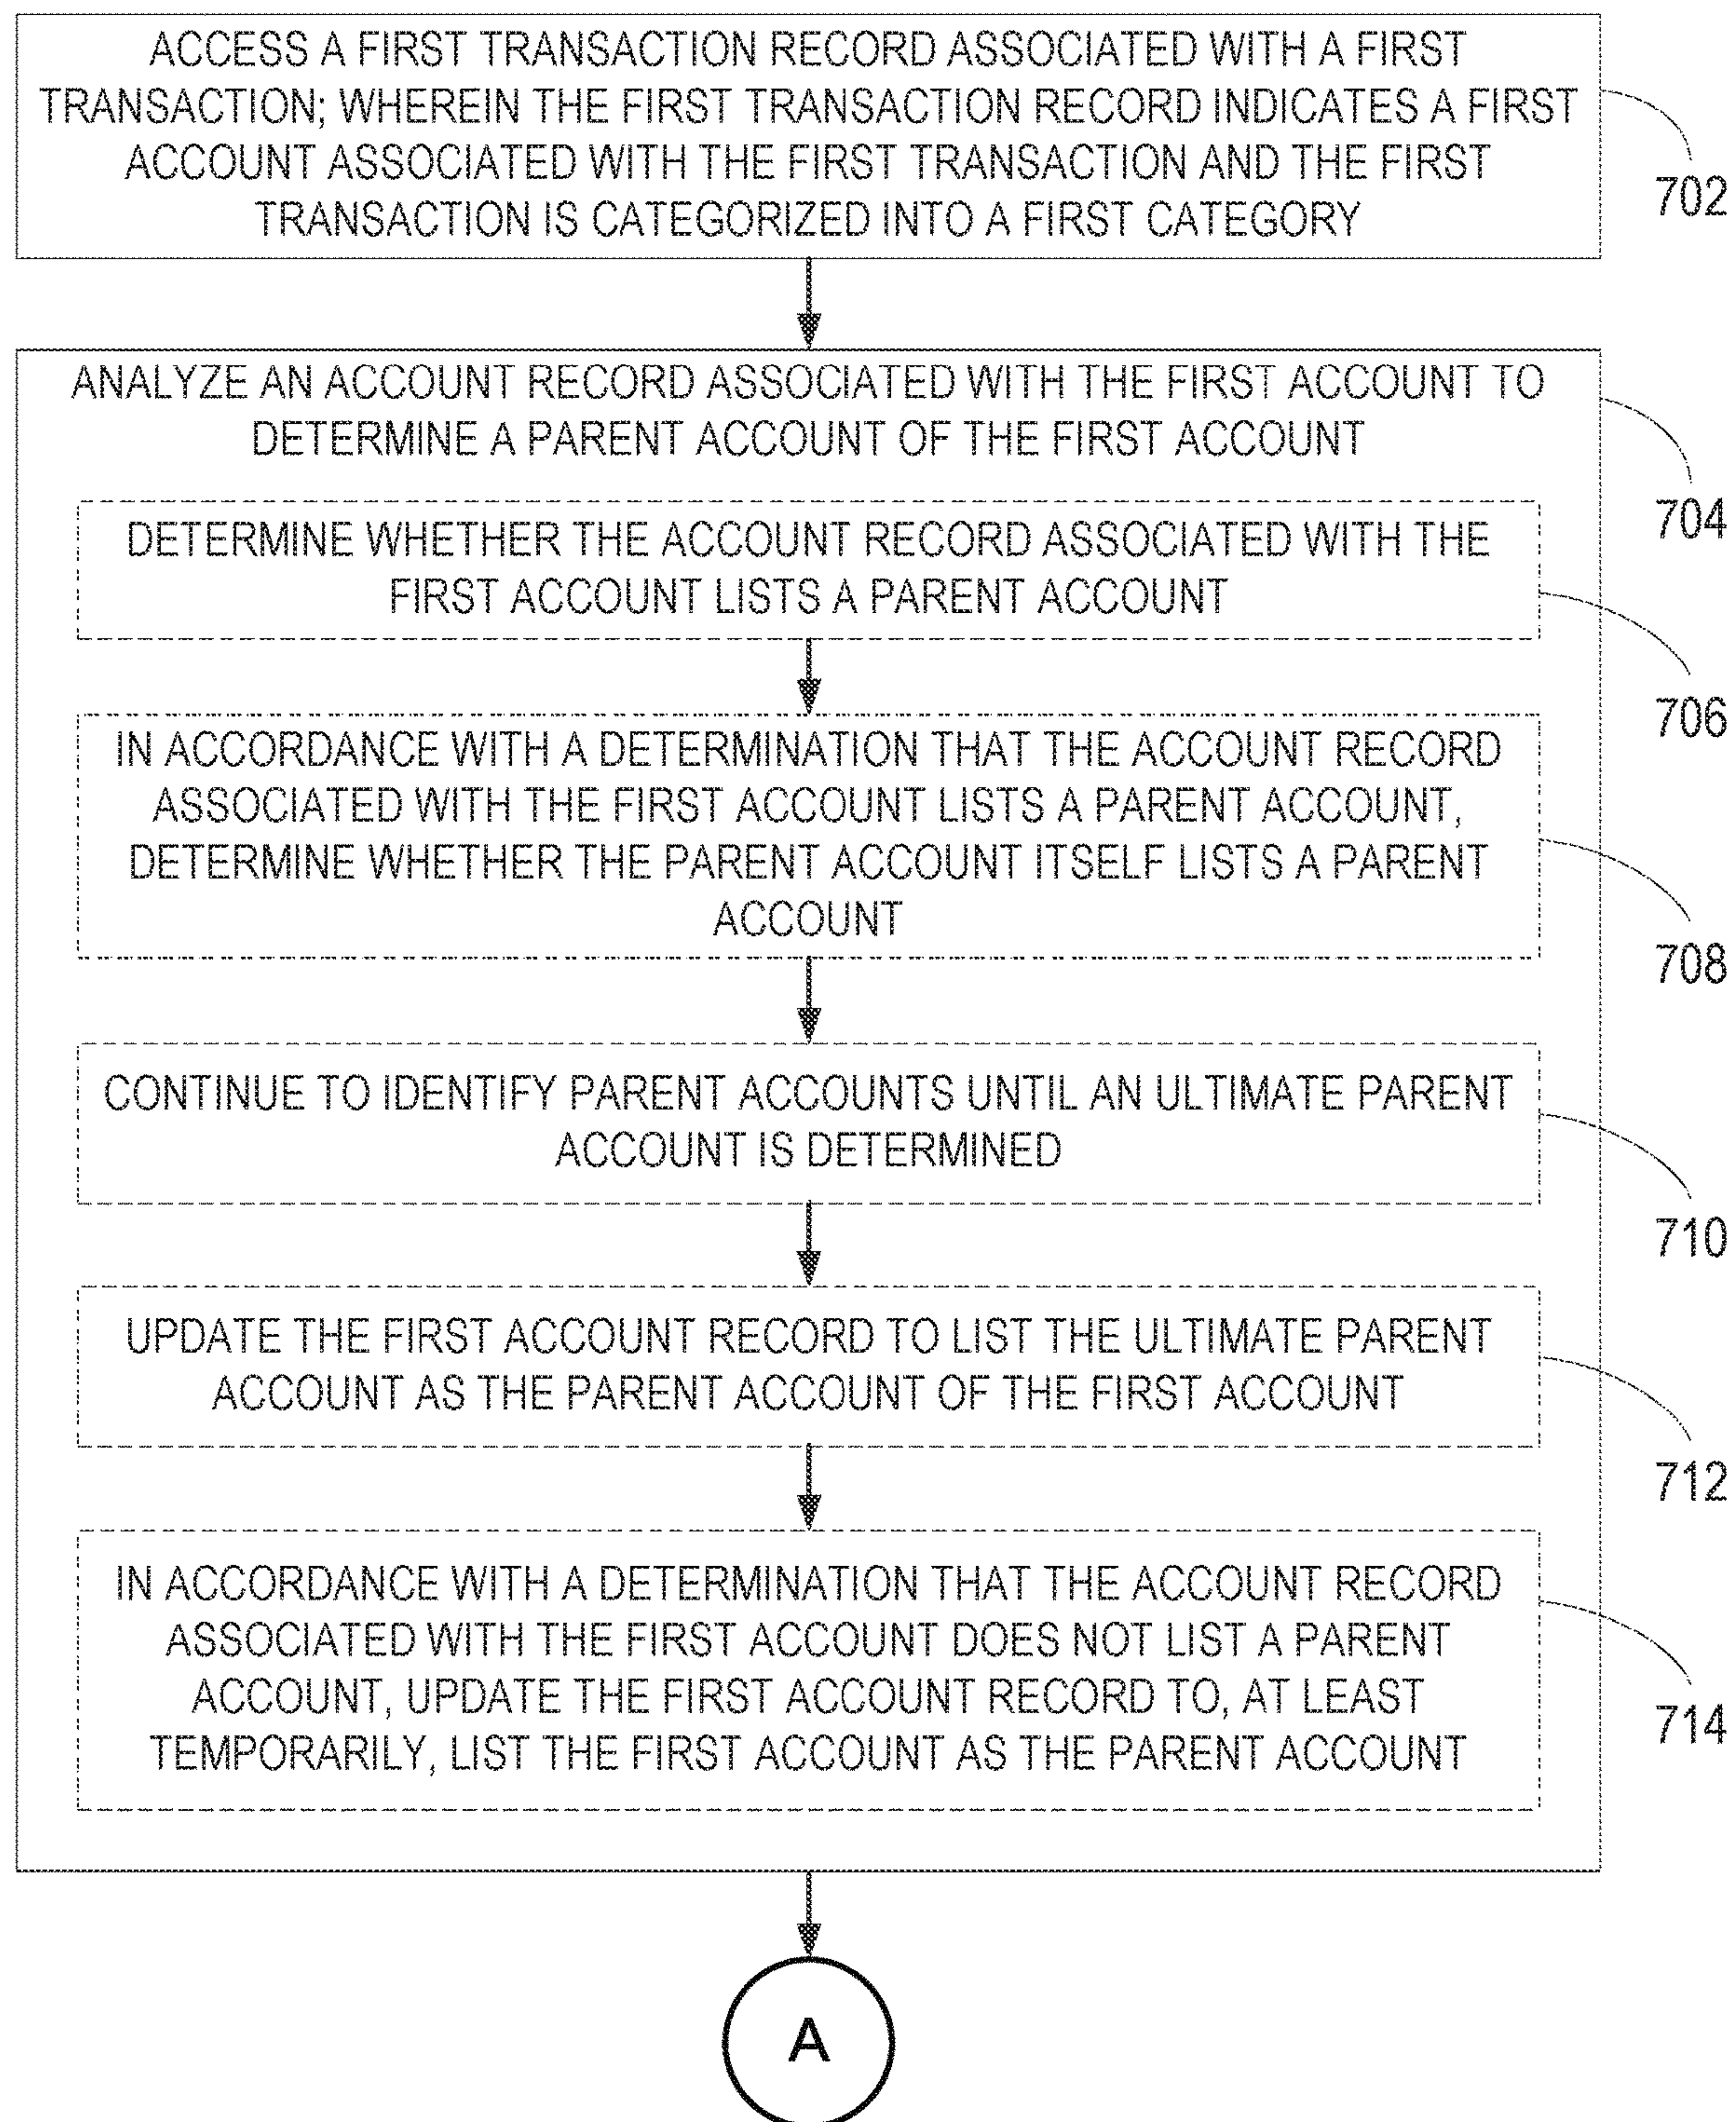 ACCESS A FIRST TRANSACTION RECORD ASSOCIATED WITH A FIRST
TRANSACTION; WHEREIN THE FIRST TRANSACTION RECORD INDICATES A FIRST
ACCOUNT ASSOCIATED WITH THE FIRST TRANSACTION AND THE FIRST
TRANSACTION IS CATEGORIZED INTO A FIRST CATEGORY
702
ANALYZE AN ACCOUNT RECORD ASSOCIATED WITH THE FIRST ACCOUNT TO
DETERMINE A PARENT ACCOUNT OF THE FIRST ACCOUNT
704
DETERMINE WHETHER THE ACCOUNT RECORD ASSOCIATED WITH THE
FIRST ACCOUNT LISTS A PARENT ACCOUNT
706
IN ACCORDANCE WITH A DETERMINATION THAT THE ACCOUNT RECORD
ASSOCIATED WITH THE FIRST ACCOUNT LISTS A PARENT ACCOUNT,
DETERMINE WHETHER THE PARENT ACCOUNT ITSELF LISTS A PARENT
ACCOUNT
708
CONTINUE TO IDENTIFY PARENT ACCOUNTS UNTIL AN ULTIMATE PARENT
ACCOUNT IS DETERMINED
710
UPDATE THE FIRST ACCOUNT RECORD TO LIST THE ULTIMATE PARENT
ACCOUNT AS THE PARENT ACCOUNT OF THE FIRST ACCOUNT
712
IN ACCORDANCE WITH A DETERMINATION THAT THE ACCOUNT RECORD
ASSOCIATED WITH THE FIRST ACCOUNT DOES NOT LIST A PARENT
ACCOUNT, UPDATE THE FIRST ACCOUNT RECORD TO, AT LEAST
TEMPORARILY, LIST THE FIRST ACCOUNT AS THE PARENT ACCOUNT
714
A